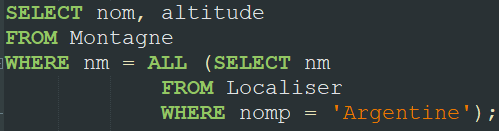 SELECT nom, altitude
FROM Montagne
WHERE nm = ALL (SELECT nm
FROM Localiser
WHERE nomp = 'Argentine');